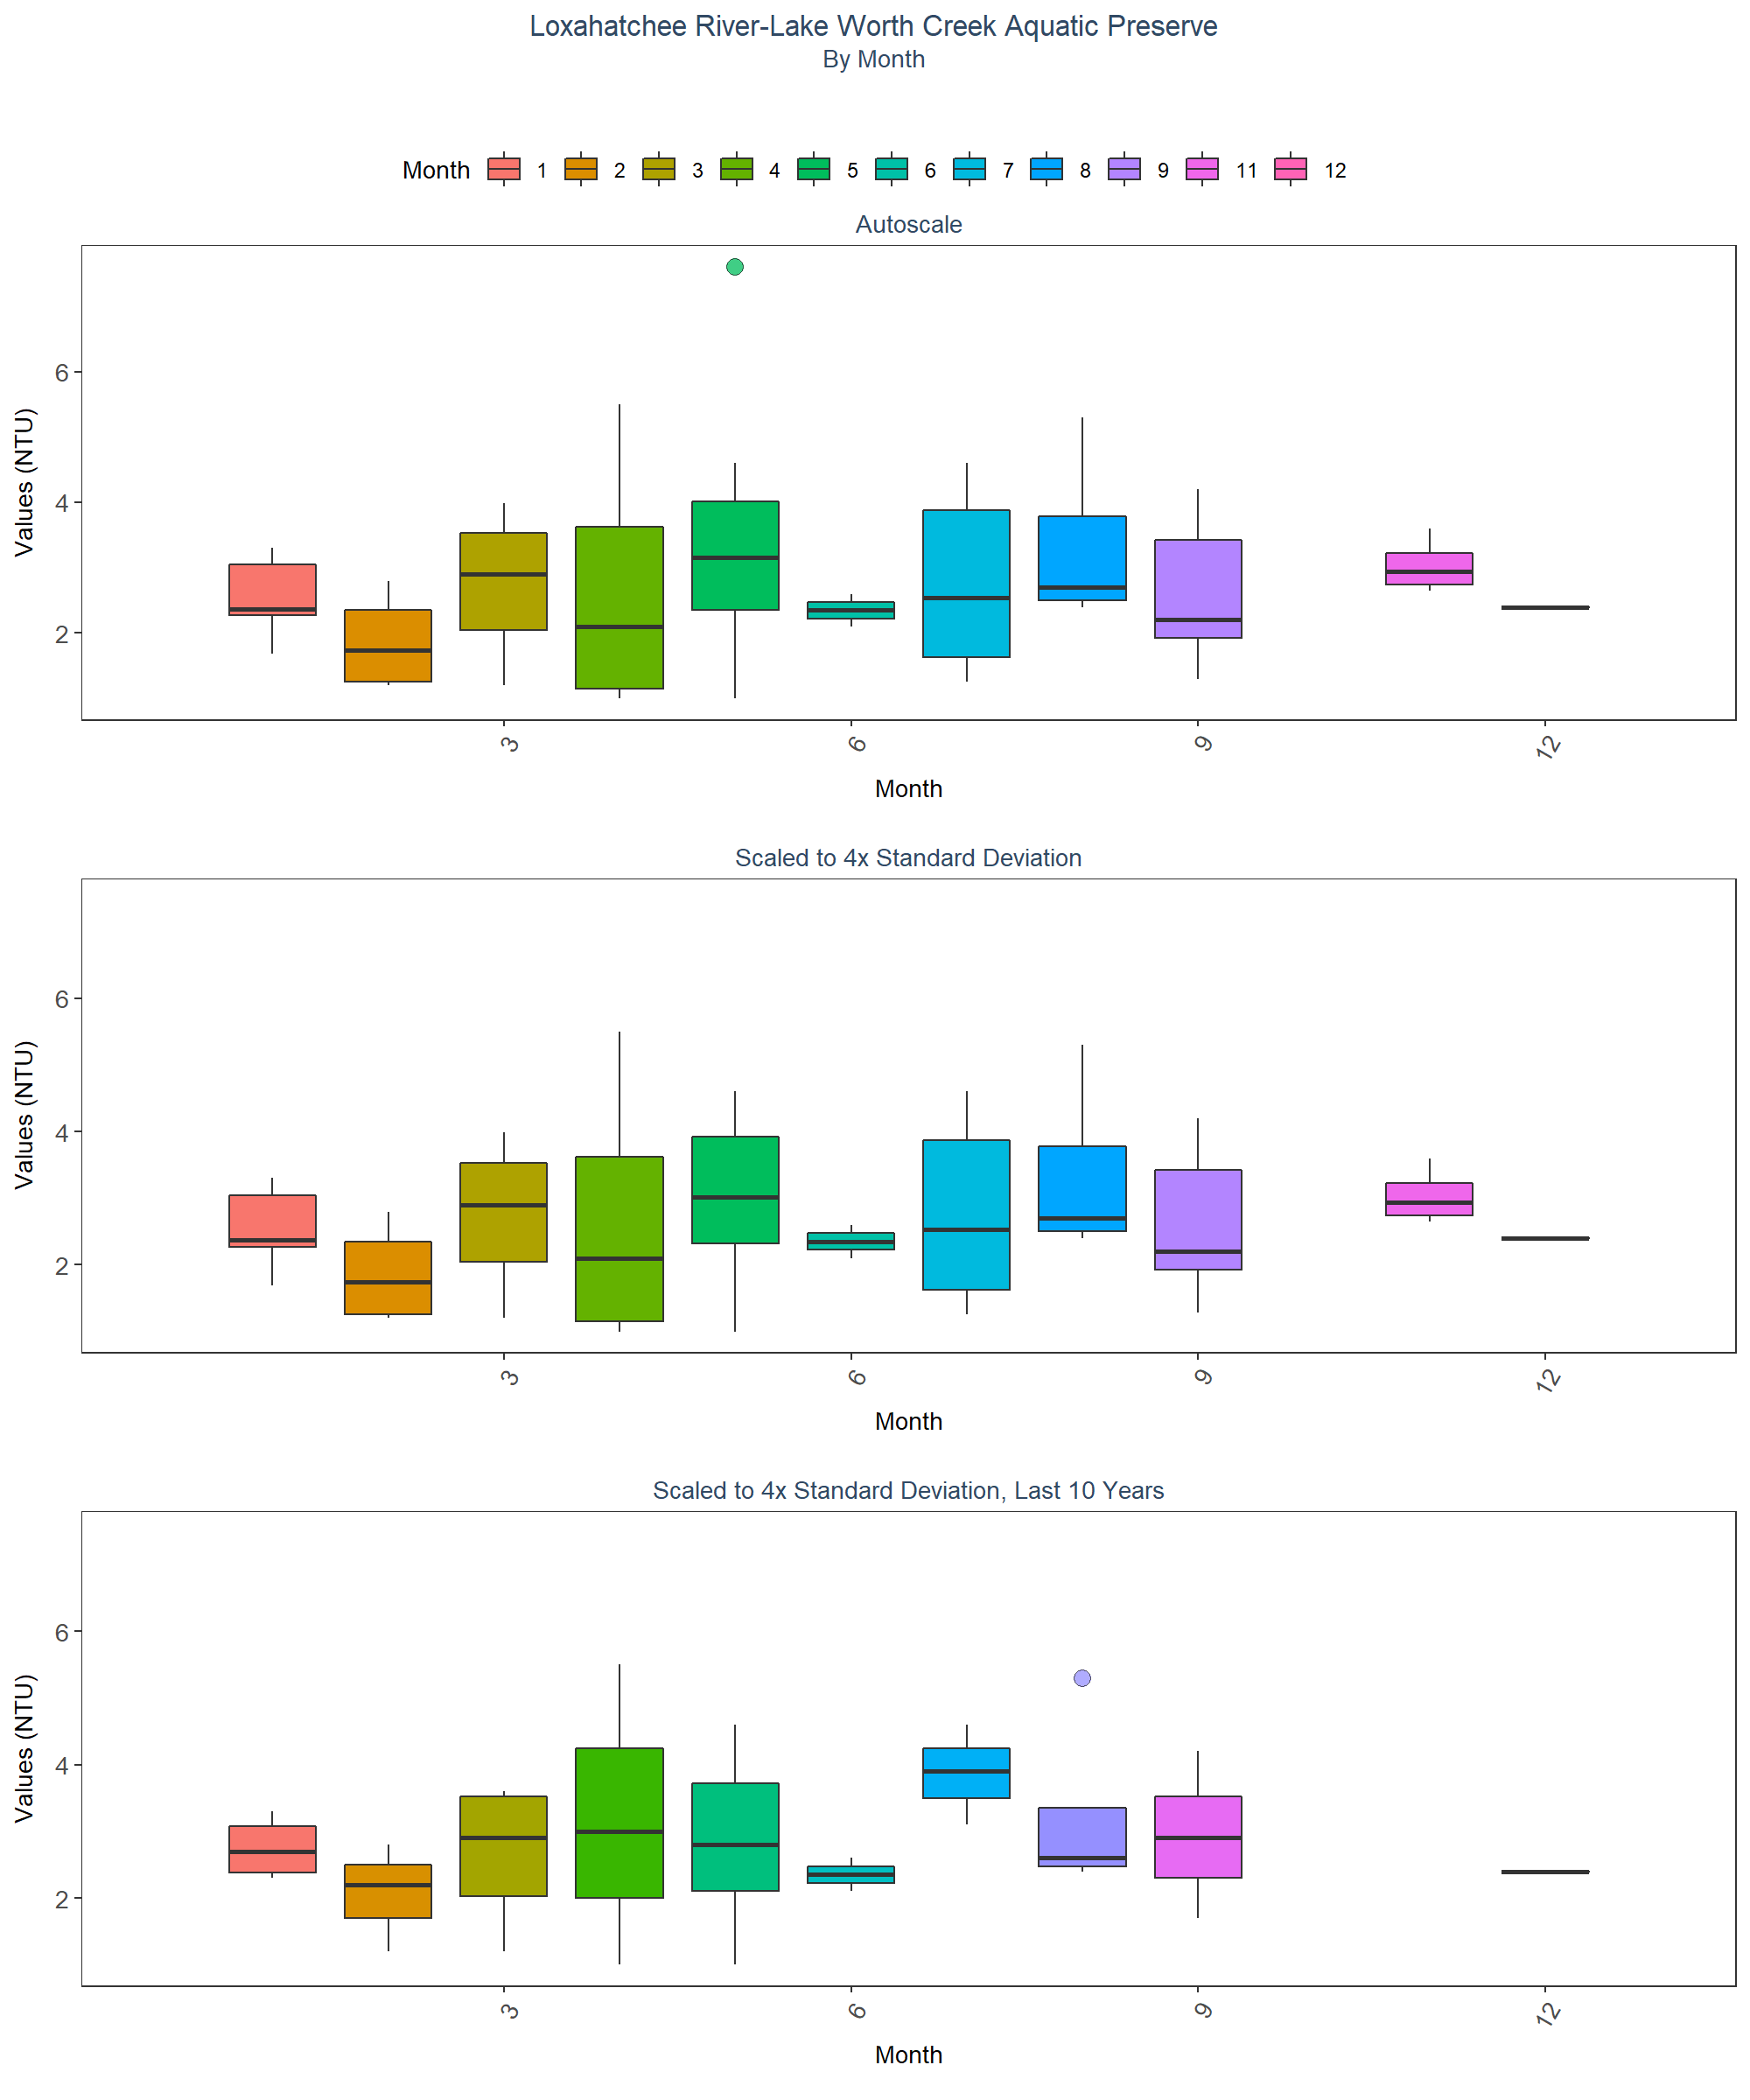 Loxahatchee River-Lake Worth Creek Aquatic Preserve
By Month
Month 1 2 3 4 5 6 7 8 9 11 12
Autoscale
Values (NTU)
6
4
2
3 6 9 12
Month
Scaled to 4x Standard Deviation
Values (NTU)
6
4
2
3 6 9 12
Month
Scaled to 4x Standard Deviation, Last 10 Years
Values (NTU)
6
4
2
3 6 9 12
Month